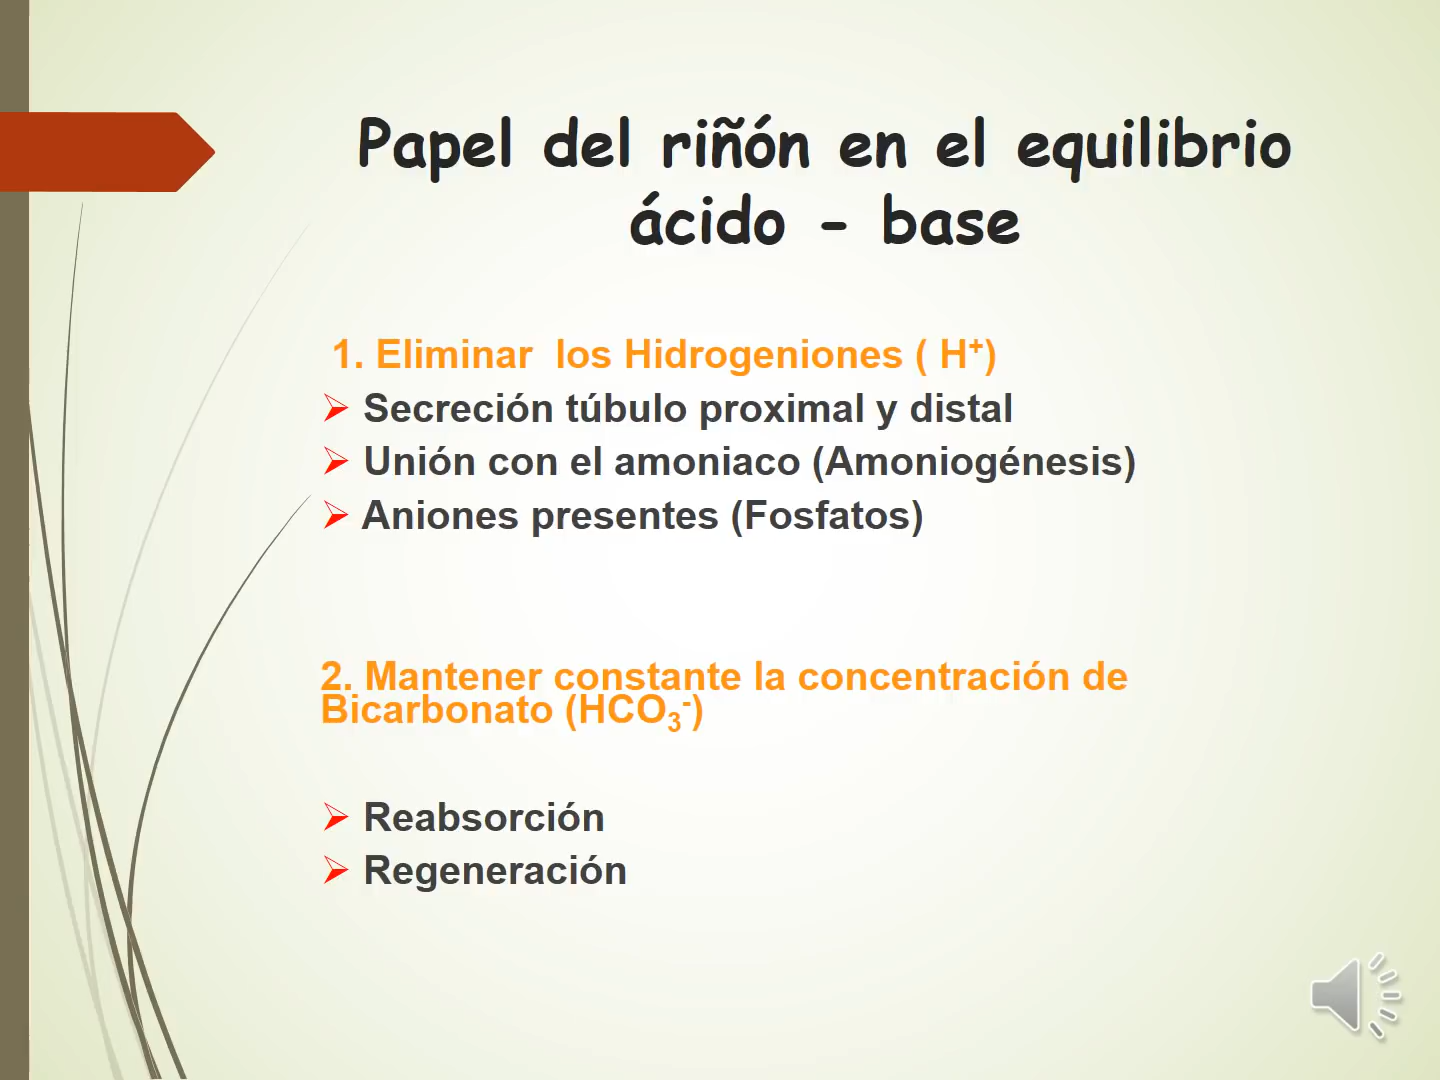 Papel del riñón en el equilibrio
ácido - base
1. Eliminar los Hidrogeniones ( H⁺)
➢ Secreción túbulo proximal y distal
➢ Unión con el amoniaco (Amoniogénesis)
➢ Aniones presentes (Fosfatos)
2. Mantener constante la concentración de
Bicarbonato (HCO₃⁻)
➢ Reabsorción
➢ Regeneración